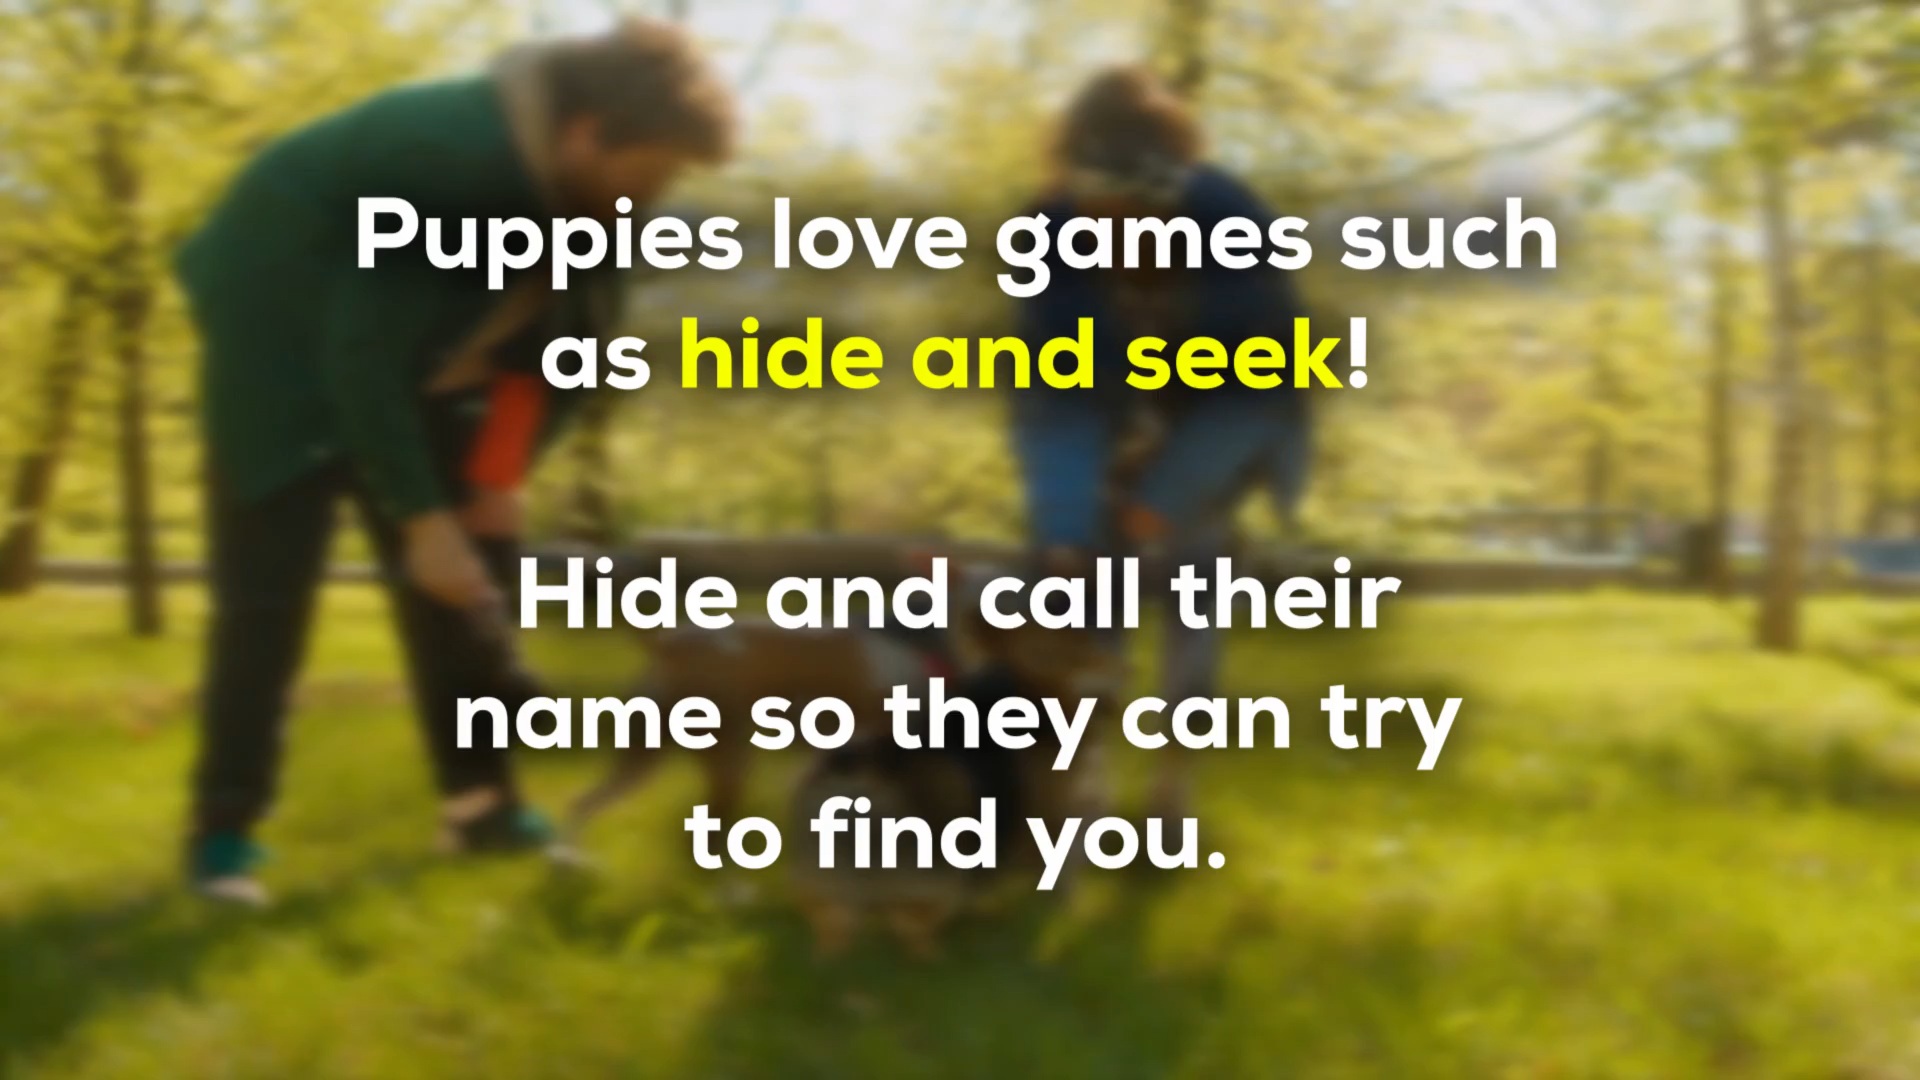 Puppies love games such
as hide and seek!
Hide and call their
name so they can try
to find you.